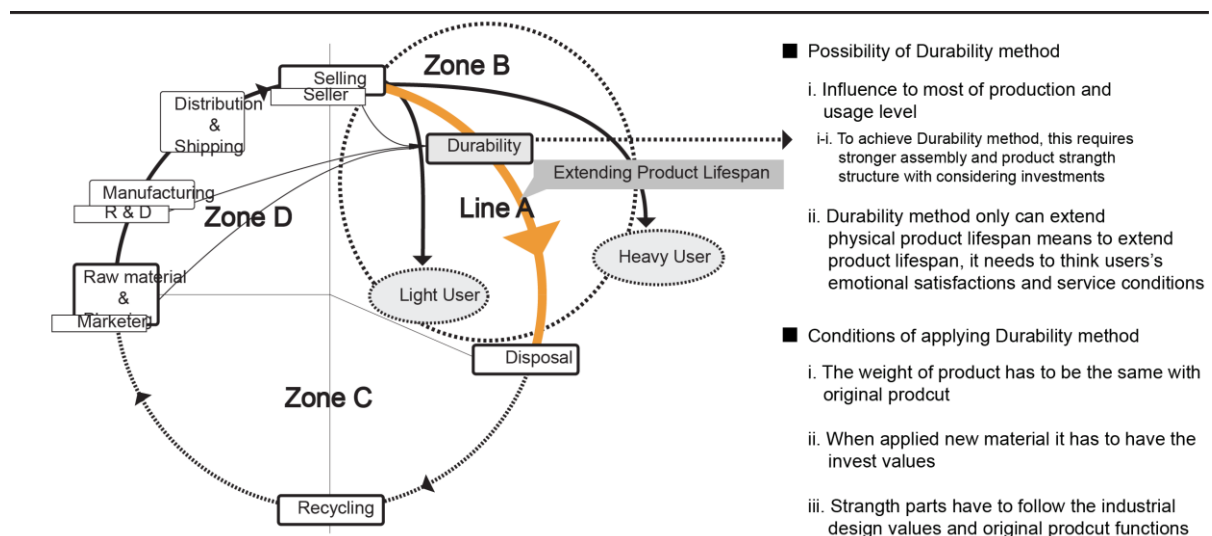 Zone B
Selling
Seller
Distribution
&
Shipping
Durability
Extending Product Lifespan
Manufacturing
R & D
Zone D
Line A
Heavy User
Raw material
&
Marketer
Light User
Disposal
Zone C
Recycling
■ Possibility of Durability method
i. Influence to most of production and
usage level
i-i. To achieve Durability method, this requires
stronger assembly and product strangth
structure with considering investments
ii. Durability method only can extend
physical product lifespan means to extend
product lifespan, it needs to think users's
emotional satisfactions and service conditions
■ Conditions of applying Durability method
i. The weight of product has to be the same with
original prodcut
ii. When applied new material it has to have the
invest values
iii. Strangth parts have to follow the industrial
design values and original prodcut functions